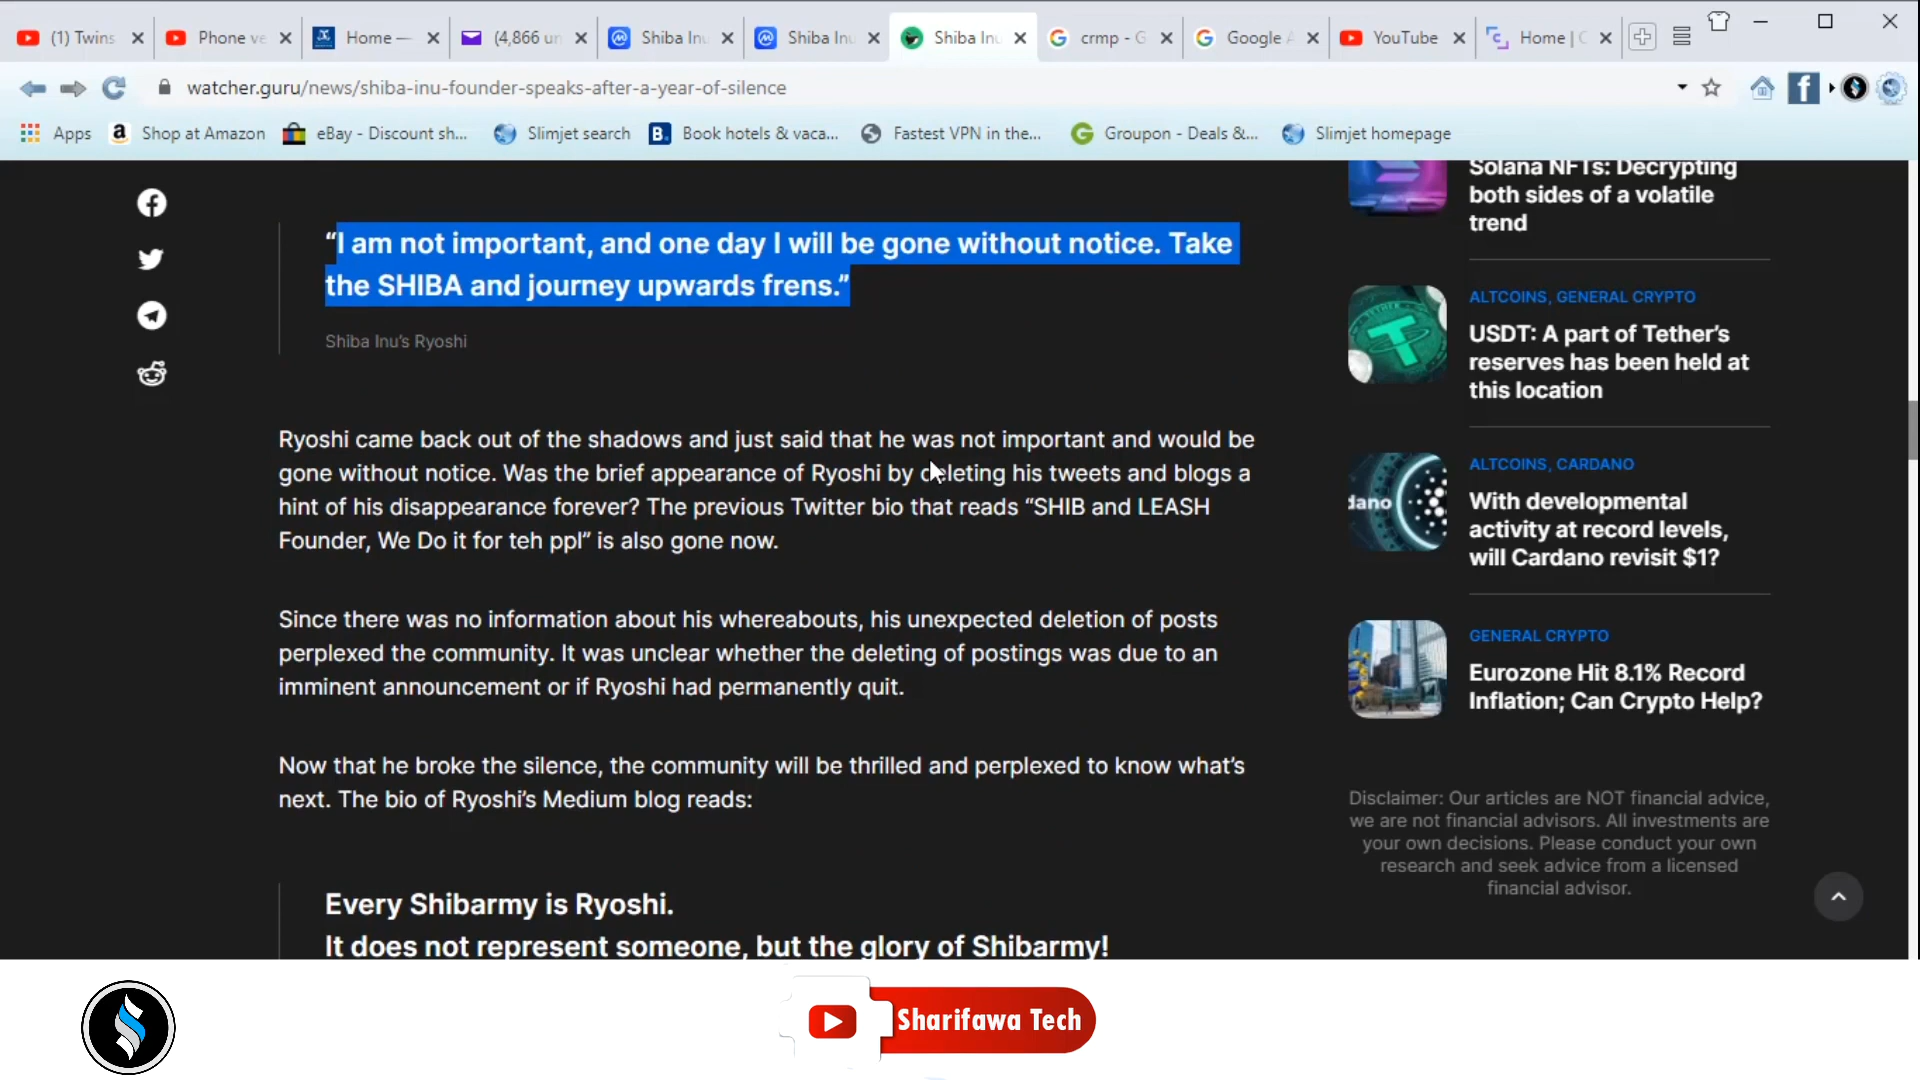 (1) Twins
Phone ve
Home —
(4,866 un
Shiba Inu
Shiba Inu
Shiba Inu
crmp - G
Google A
YouTube
Home | C
watcher.guru/news/shiba-inu-founder-speaks-after-a-year-of-silence
Apps
Shop at Amazon
eBay - Discount sh...
Slimjet search
Book hotels & vaca...
Fastest VPN in the...
Groupon - Deals &...
Slimjet homepage
“I am not important, and one day I will be gone without notice. Take
the SHIBA and journey upwards frens.”
Shiba Inu’s Ryoshi
Ryoshi came back out of the shadows and just said that he was not important and would be
gone without notice. Was the brief appearance of Ryoshi by deleting his tweets and blogs a
hint of his disappearance forever? The previous Twitter bio that reads “SHIB and LEASH
Founder, We Do it for teh ppl” is also gone now.
Since there was no information about his whereabouts, his unexpected deletion of posts
perplexed the community. It was unclear whether the deleting of postings was due to an
imminent announcement or if Ryoshi had permanently quit.
Now that he broke the silence, the community will be thrilled and perplexed to know what’s
next. The bio of Ryoshi’s Medium blog reads:
Every Shibarmy is Ryoshi.
It does not represent someone, but the glory of Shibarmy!
Solana NFTs: Decrypting
both sides of a volatile
trend
ALTCOINS, GENERAL CRYPTO
USDT: A part of Tether’s
reserves has been held at
this location
dano
ALTCOINS, CARDANO
With developmental
activity at record levels,
will Cardano revisit $1?
GENERAL CRYPTO
Eurozone Hit 8.1% Record
Inflation; Can Crypto Help?
Disclaimer: Our articles are NOT financial advice,
we are not financial advisors. All investments are
your own decisions. Please conduct your own
research and seek advice from a licensed
financial advisor.
Sharifawa Tech